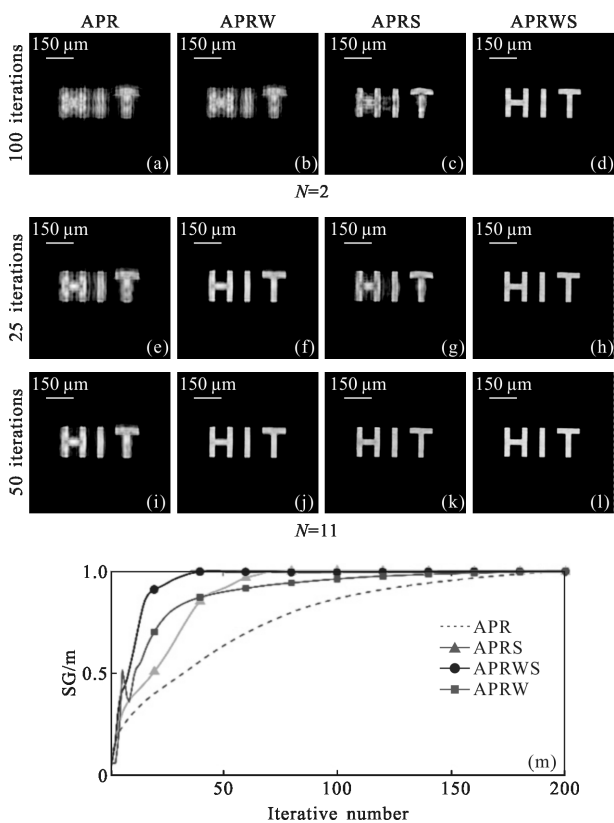 APR APRW APRS APRWS
100 iterations
150 μm 150 μm 150 μm 150 μm
HIT HIT HIT HIT
(a) (b) (c) (d)
N=2
25 iterations
150 μm 150 μm 150 μm 150 μm
HIT HIT HIT HIT
(e) (f) (g) (h)
50 iterations
150 μm 150 μm 150 μm 150 μm
HIT HIT HIT HIT
(i) (j) (k) (l)
N=11
SG/m
1.0
0.5
0
APR
APRS
APRWS
APRW
(m)
50 100 150 200
Iterative number